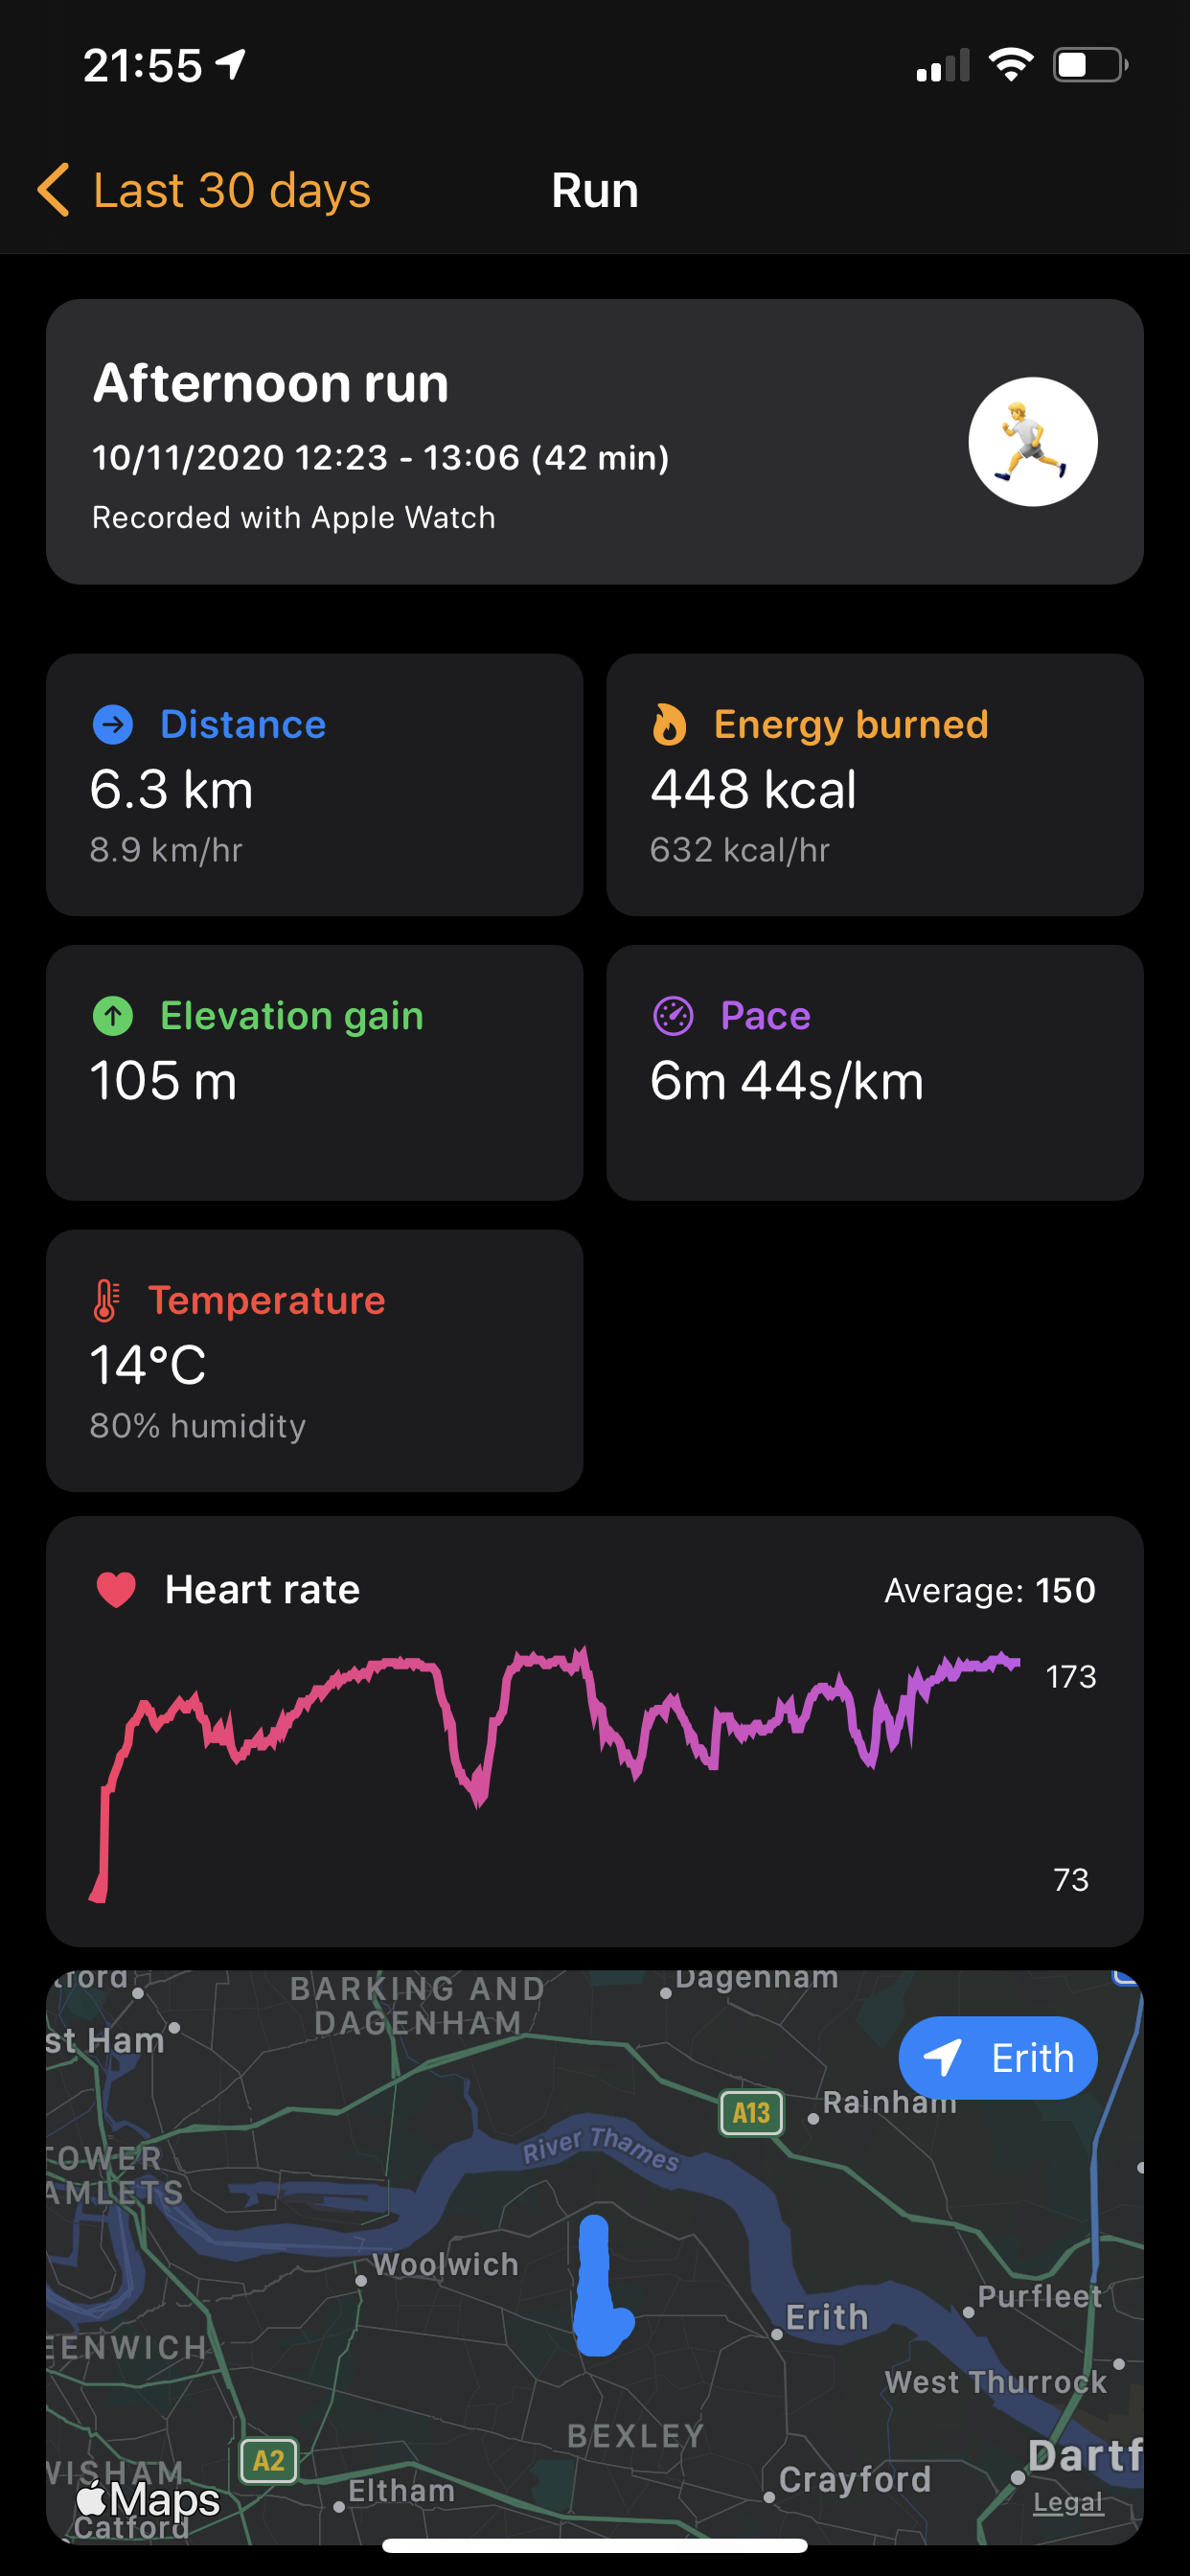 21:55
Last 30 days
Run
Afternoon run
10/11/2020 12:23 - 13:06 (42 min)
Recorded with Apple Watch
Distance
6.3 km
8.9 km/hr
Energy burned
448 kcal
632 kcal/hr
Elevation gain
105 m
Pace
6m 44s/km
Temperature
14°C
80% humidity
Heart rate
Average: 150
173
73
tford
BARKING AND
DAGENHAM
Dagenham
st Ham
Erith
A13
Rainham
River Thames
TOWER
AMLETS
Woolwich
Purfleet
Erith
EENWICH
West Thurrock
BEXLEY
A2
Dartf
WISHAM
Eltham
Crayford
Maps
Legal
Catford